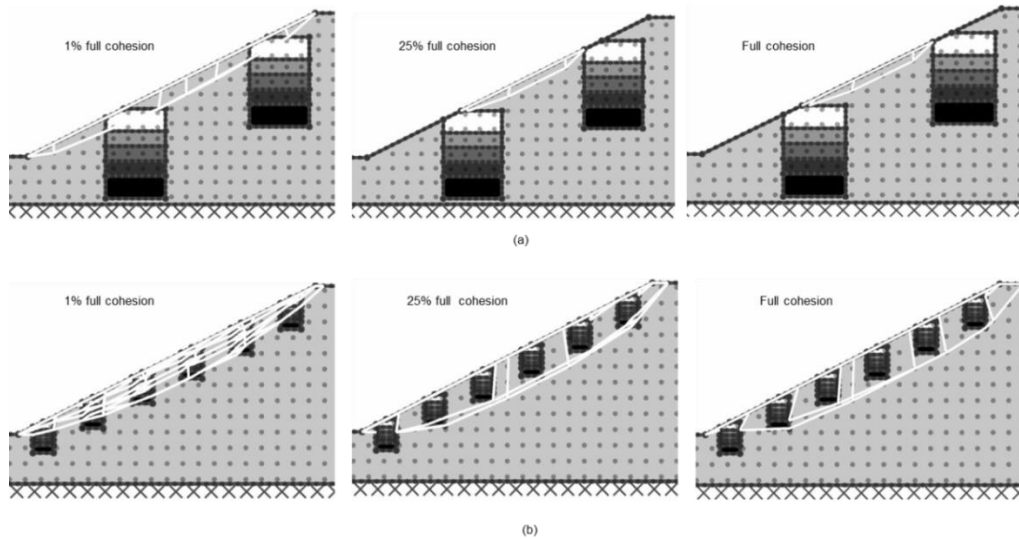 1% full cohesion
25% full cohesion
Full cohesion
(a)
1% full cohesion
25% full  cohesion
Full cohesion
(b)